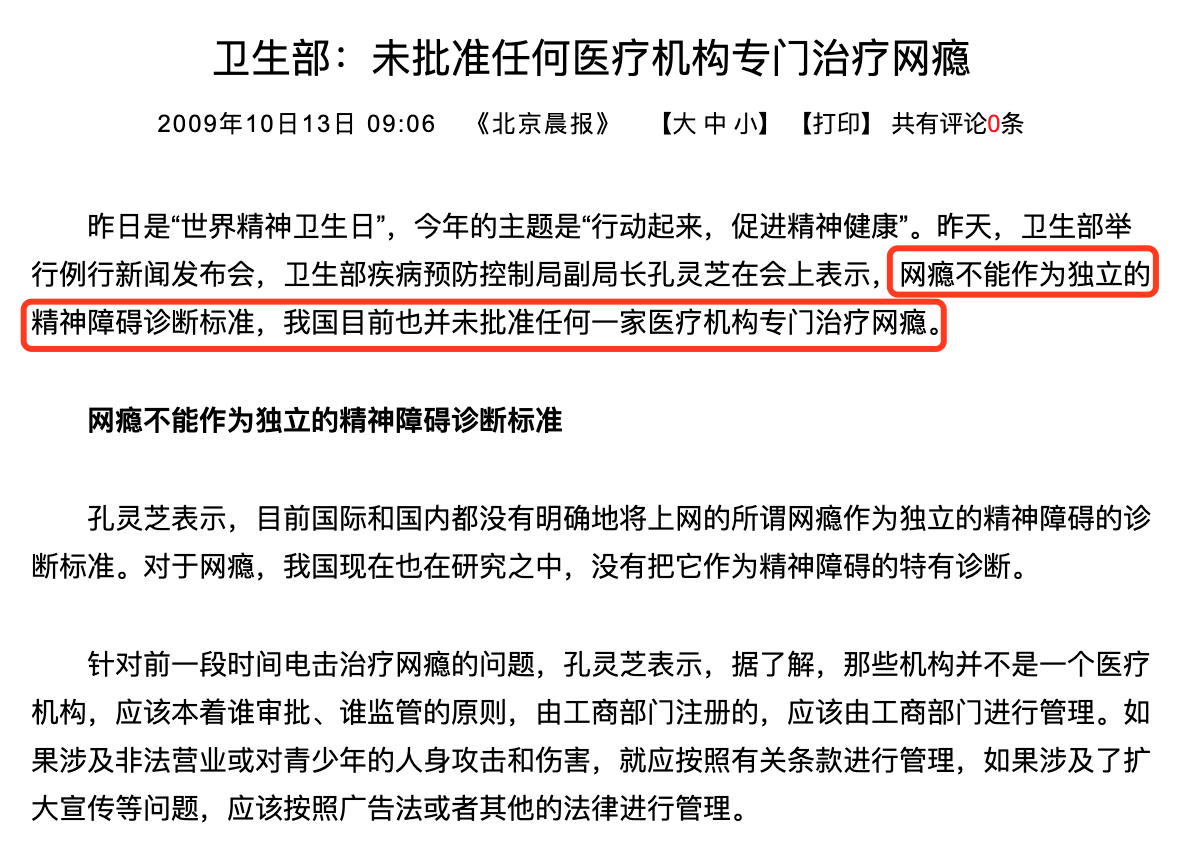 卫生部：未批准任何医疗机构专门治疗网瘾
2009年10日13日 09:06 《北京晨报》 【大 中 小】 【打印】 共有评论0条
昨日是“世界精神卫生日”，今年的主题是“行动起来，促进精神健康”。昨天，卫生部举
行例行新闻发布会，卫生部疾病预防控制局副局长孔灵芝在会上表示，网瘾不能作为独立的
精神障碍诊断标准，我国目前也并未批准任何一家医疗机构专门治疗网瘾。
网瘾不能作为独立的精神障碍诊断标准
孔灵芝表示，目前国际和国内都没有明确地将上网的所谓网瘾作为独立的精神障碍的诊
断标准。对于网瘾，我国现在也在研究之中，没有把它作为精神障碍的特有诊断。
针对前一段时间电击治疗网瘾的问题，孔灵芝表示，据了解，那些机构并不是一个医疗
机构，应该本着谁审批、谁监管的原则，由工商部门注册的，应该由工商部门进行管理。如
果涉及非法营业或对青少年的人身攻击和伤害，就应按照有关条款进行管理，如果涉及了扩
大宣传等问题，应该按照广告法或者其他的法律进行管理。